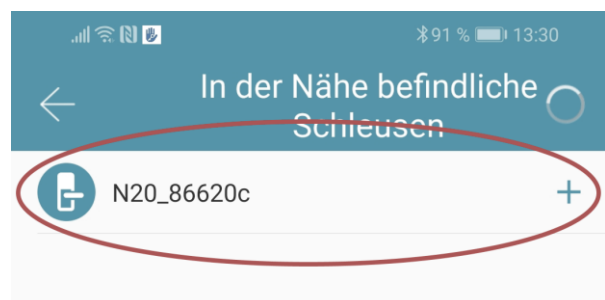 91 % 13:30
In der Nähe befindliche
Schleusen
N20_86620c